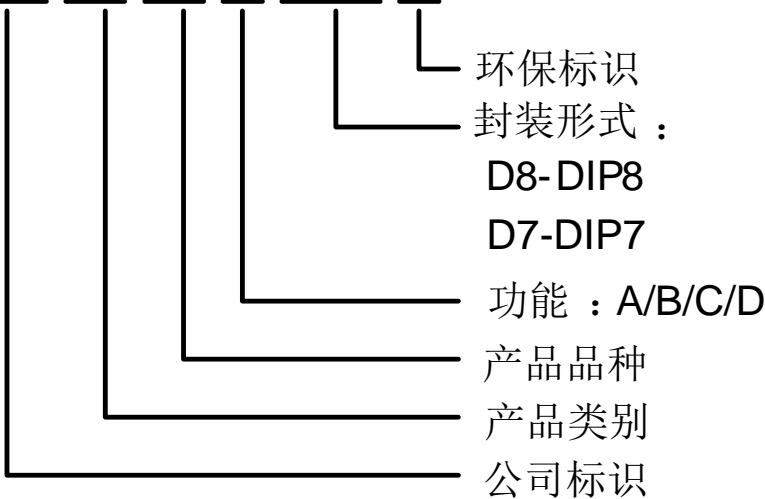 环保标识
封装形式：
D8-DIP8
D7-DIP7
功能：A/B/C/D
产品品种
产品类别
公司标识